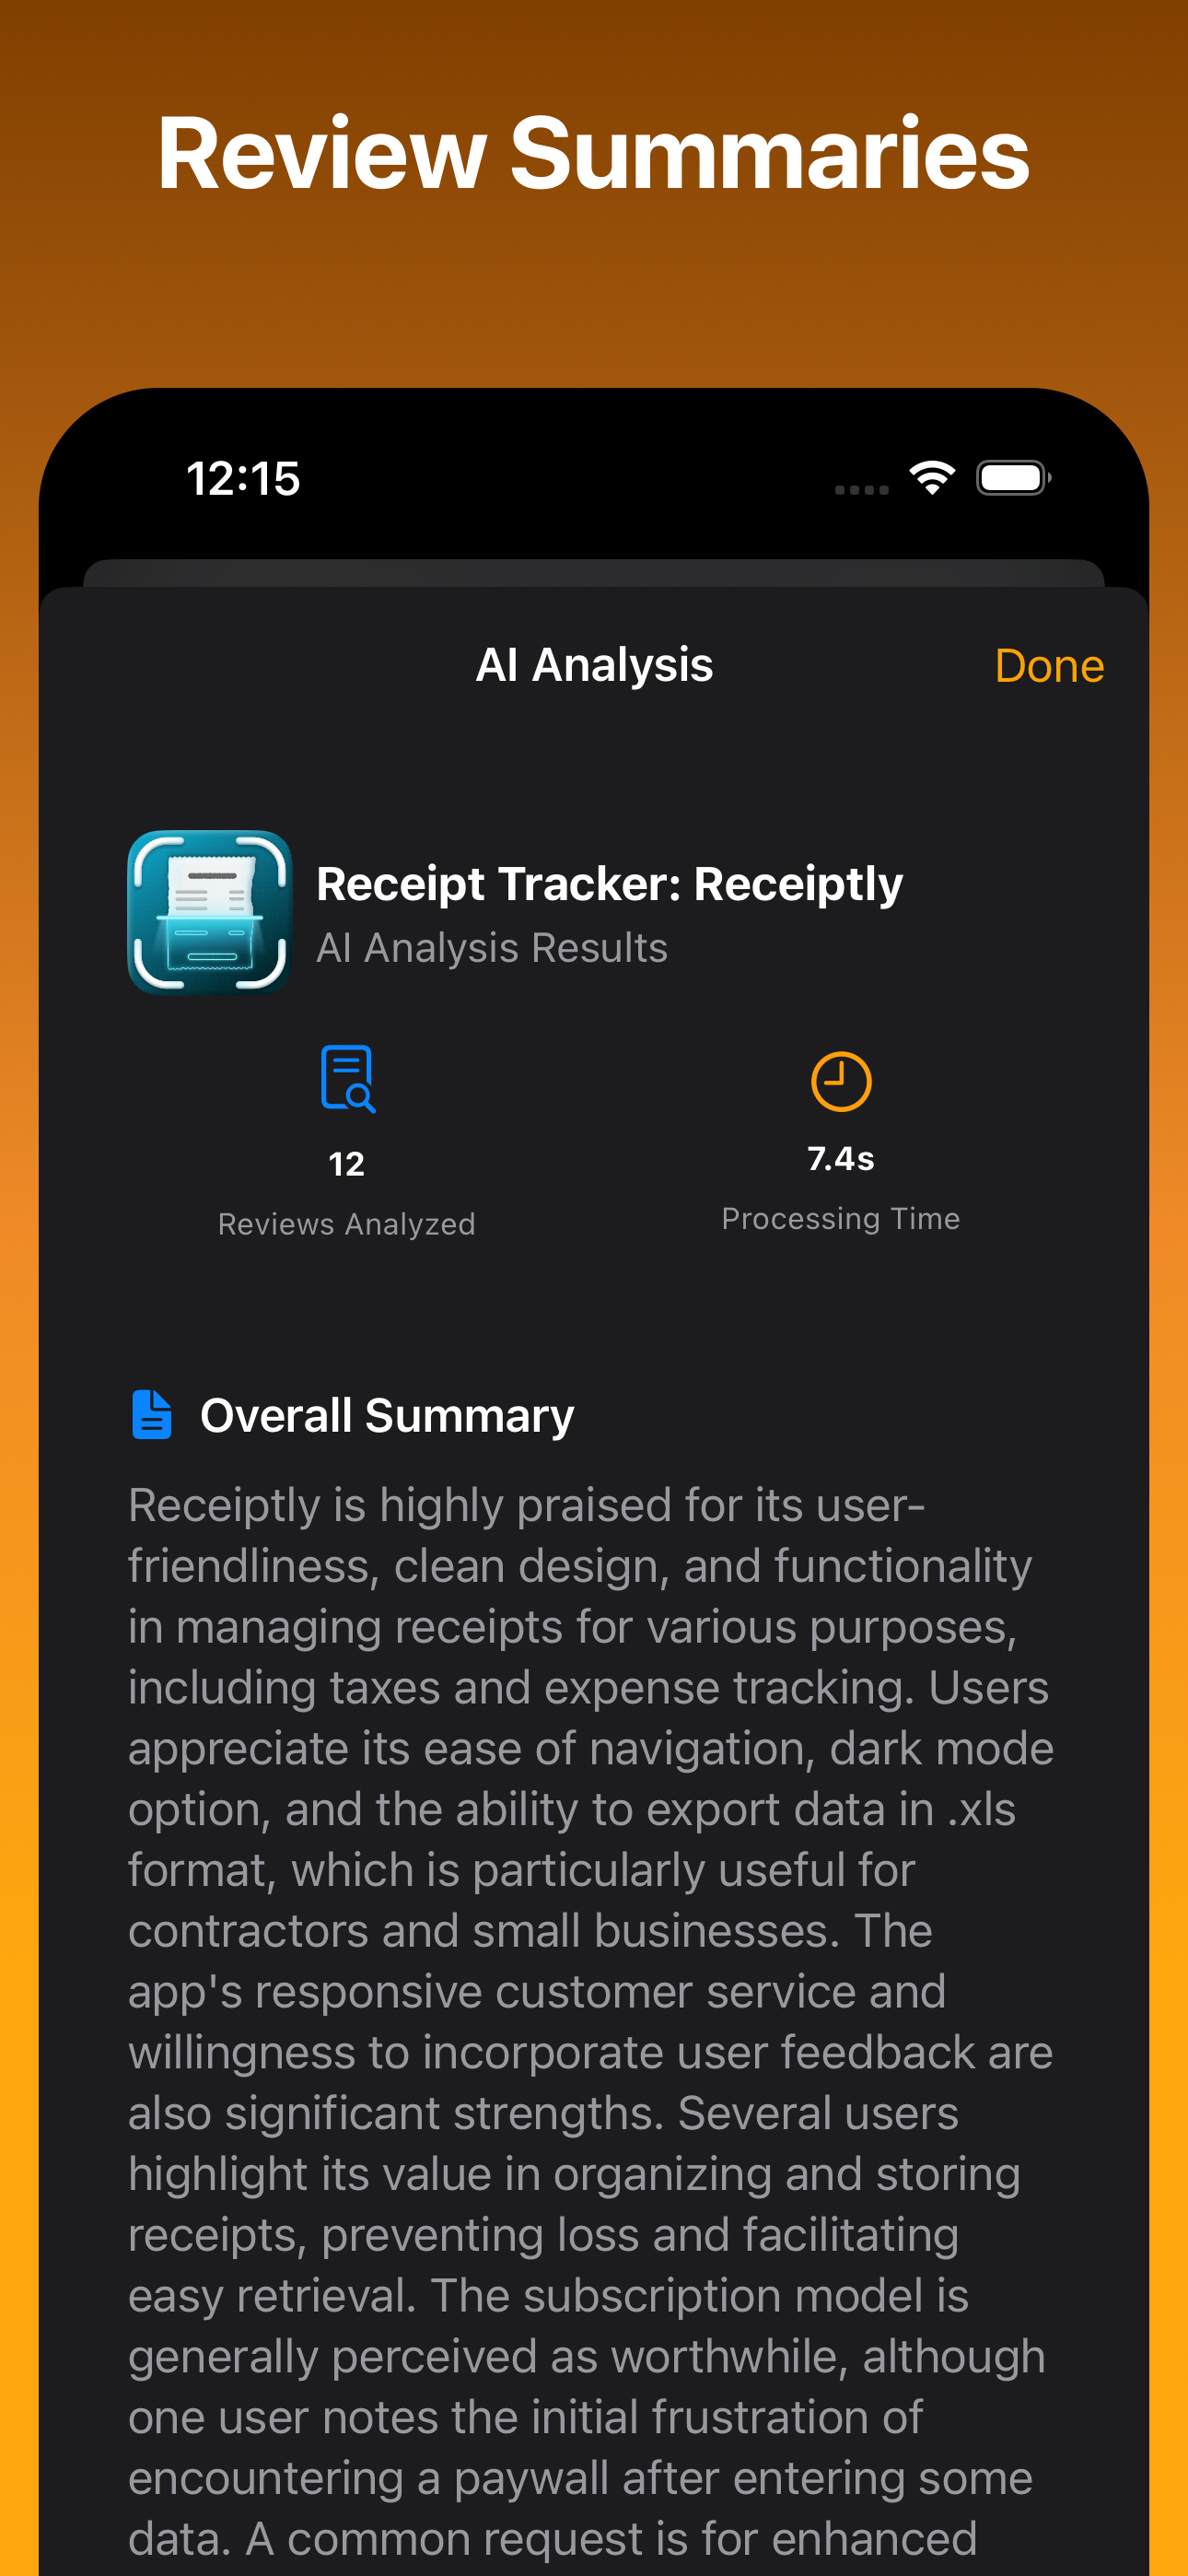 Review Summaries
12:15
AI Analysis
Done
Receipt Tracker: Receiptly
AI Analysis Results
12
Reviews Analyzed
7.4s
Processing Time
Overall Summary
Receiptly is highly praised for its user-
friendliness, clean design, and functionality
in managing receipts for various purposes,
including taxes and expense tracking. Users
appreciate its ease of navigation, dark mode
option, and the ability to export data in .xls
format, which is particularly useful for
contractors and small businesses. The
app's responsive customer service and
willingness to incorporate user feedback are
also significant strengths. Several users
highlight its value in organizing and storing
receipts, preventing loss and facilitating
easy retrieval. The subscription model is
generally perceived as worthwhile, although
one user notes the initial frustration of
encountering a paywall after entering some
data. A common request is for enhanced